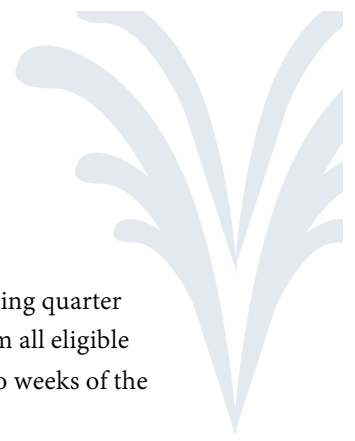 ing quarter
all eligible
weeks of the